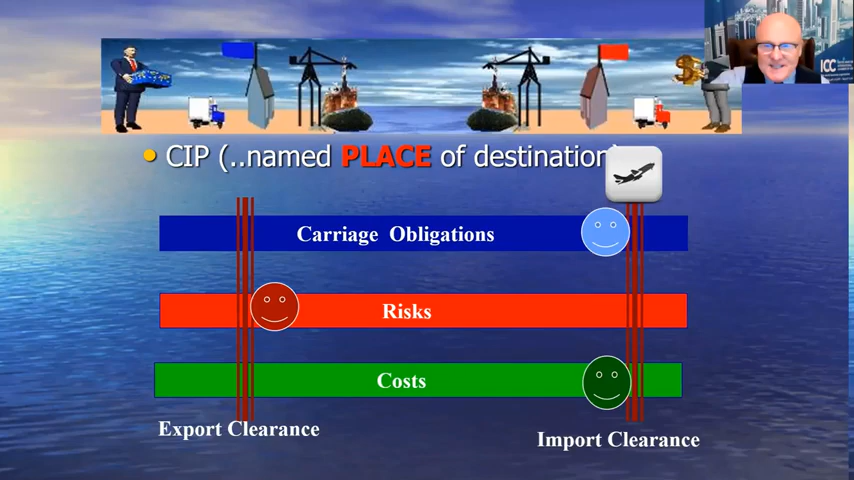 ICC
• CIP (..named PLACE of destination)
Carriage Obligations
Risks
Costs
Export Clearance
Import Clearance